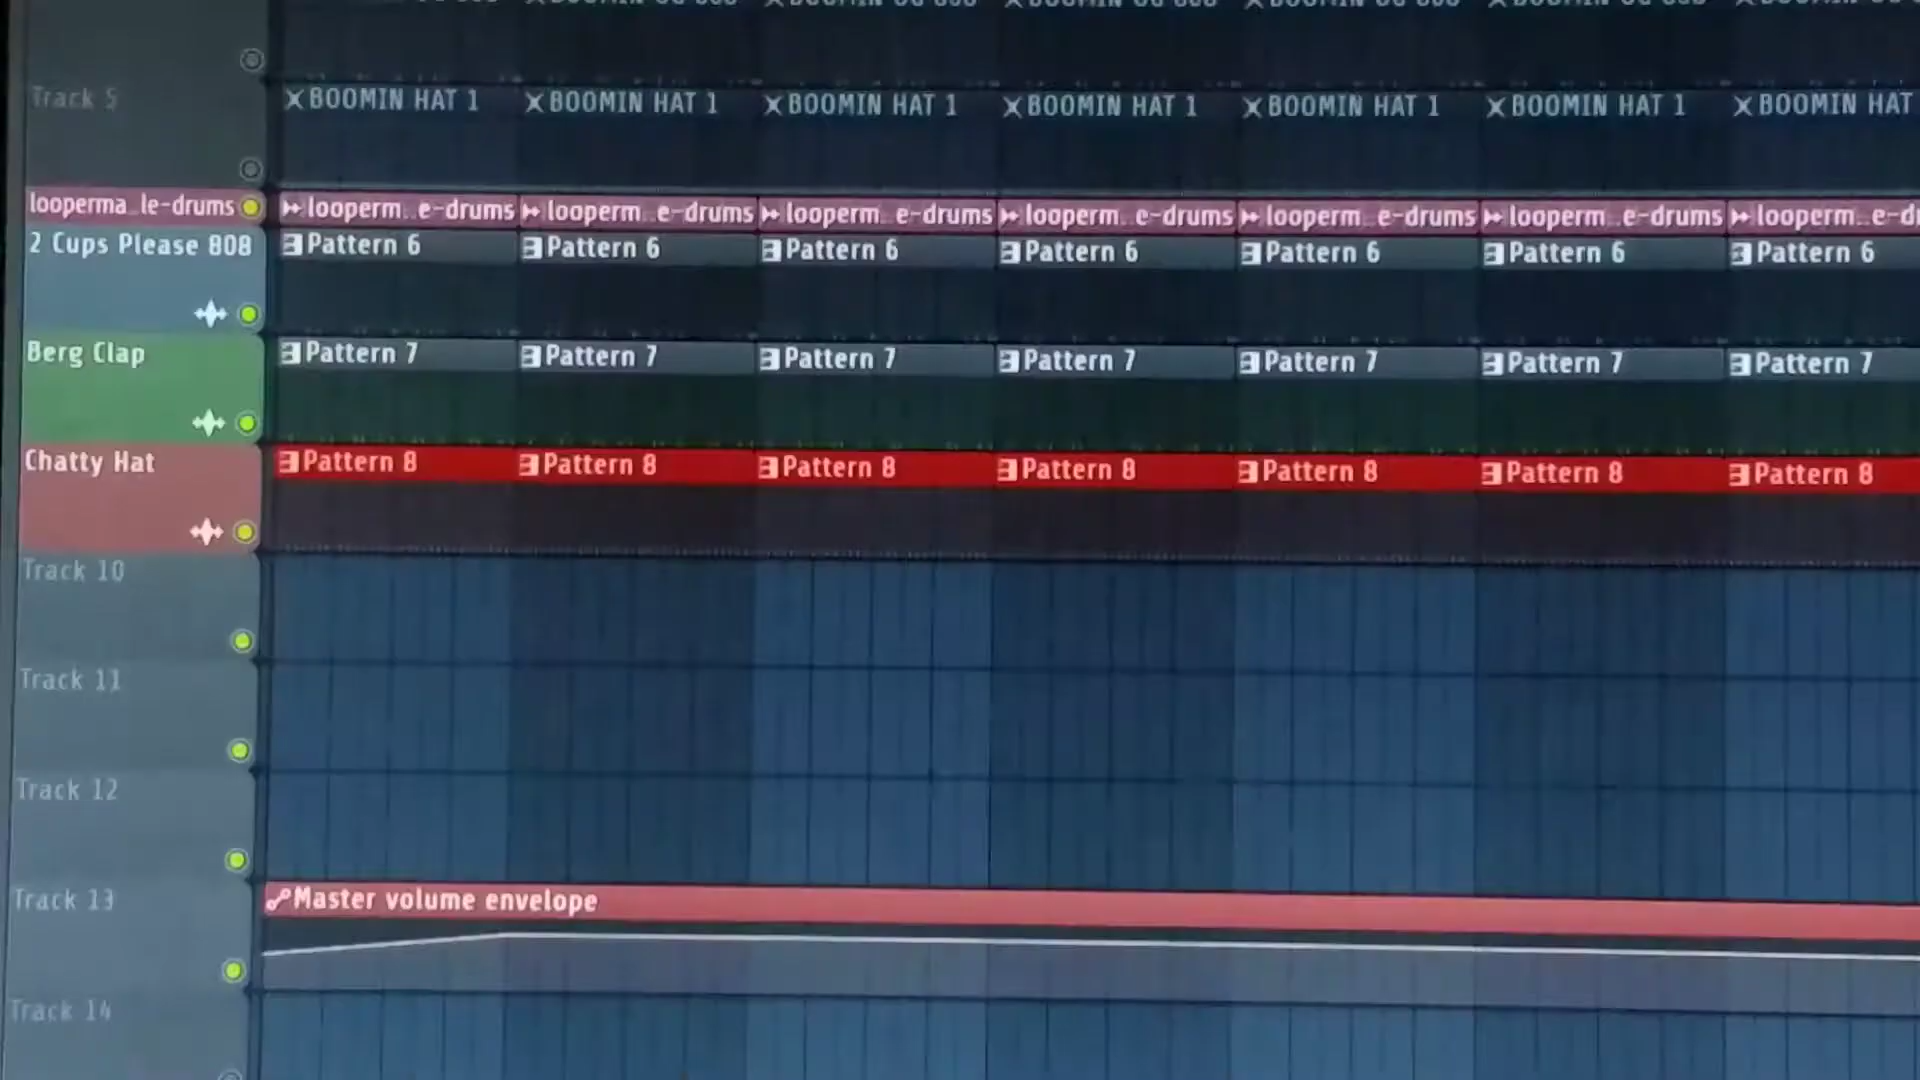 Track 5
BOOMIN HAT 1 BOOMIN HAT 1 BOOMIN HAT 1 BOOMIN HAT 1 BOOMIN HAT 1 BOOMIN HAT 1 BOOMIN HAT
looperma..le-drums looperm..e-drums looperm..e-drums looperm..e-drums looperm..e-drums looperm..e-drums looperm..e-drums looperm..e-d
2 Cups Please 808 Pattern 6 Pattern 6 Pattern 6 Pattern 6 Pattern 6 Pattern 6 Pattern 6
Berg Clap Pattern 7 Pattern 7 Pattern 7 Pattern 7 Pattern 7 Pattern 7 Pattern 7
Chatty Hat Pattern 8 Pattern 8 Pattern 8 Pattern 8 Pattern 8 Pattern 8 Pattern 8
Track 10
Track 11
Track 12
Track 13 Master volume envelope
Track 14